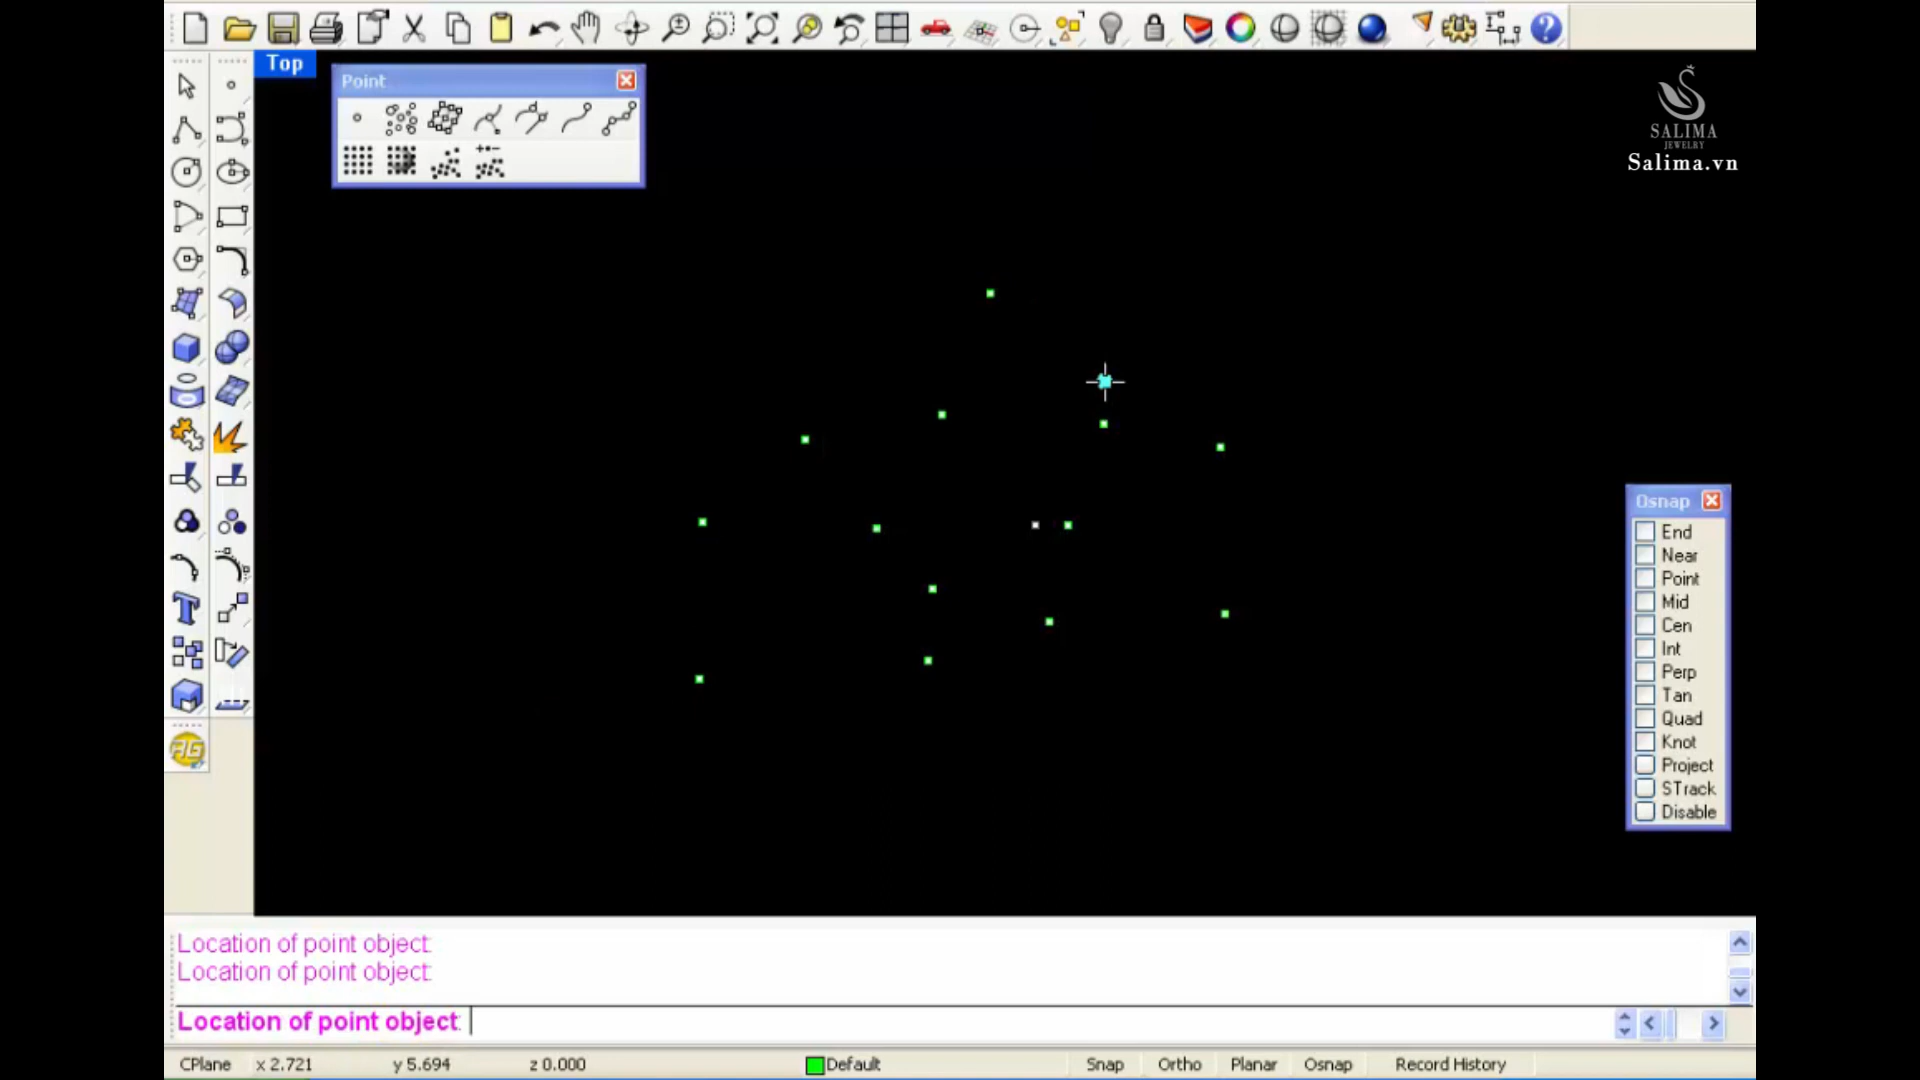 Top
Point
SALIMA
JEWELRY
Salima.vn
Osnap
End
Near
Point
Mid
Cen
Int
Perp
Tan
Quad
Knot
Project
STrack
Disable
Location of point object:
Location of point object:
Location of point object:
CPlane x 2.721 y 5.694 z 0.000 Default Snap Ortho Planar Osnap Record History